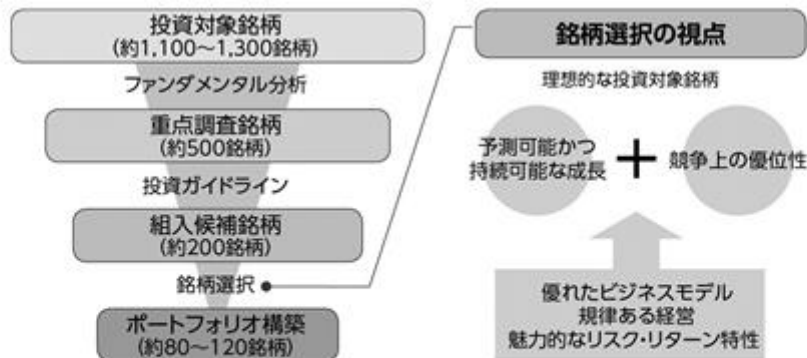 投資対象銘柄
(約1,100～1,300銘柄)
ファンダメンタル分析
重点調査銘柄
(約500銘柄)
投資ガイドライン
組入候補銘柄
(約200銘柄)
銘柄選択
ポートフォリオ構築
(約80～120銘柄)
銘柄選択の視点
理想的な投資対象銘柄
予測可能かつ
持続可能な成長
＋
競争上の優位性
優れたビジネスモデル
規律ある経営
魅力的なリスク・リターン特性